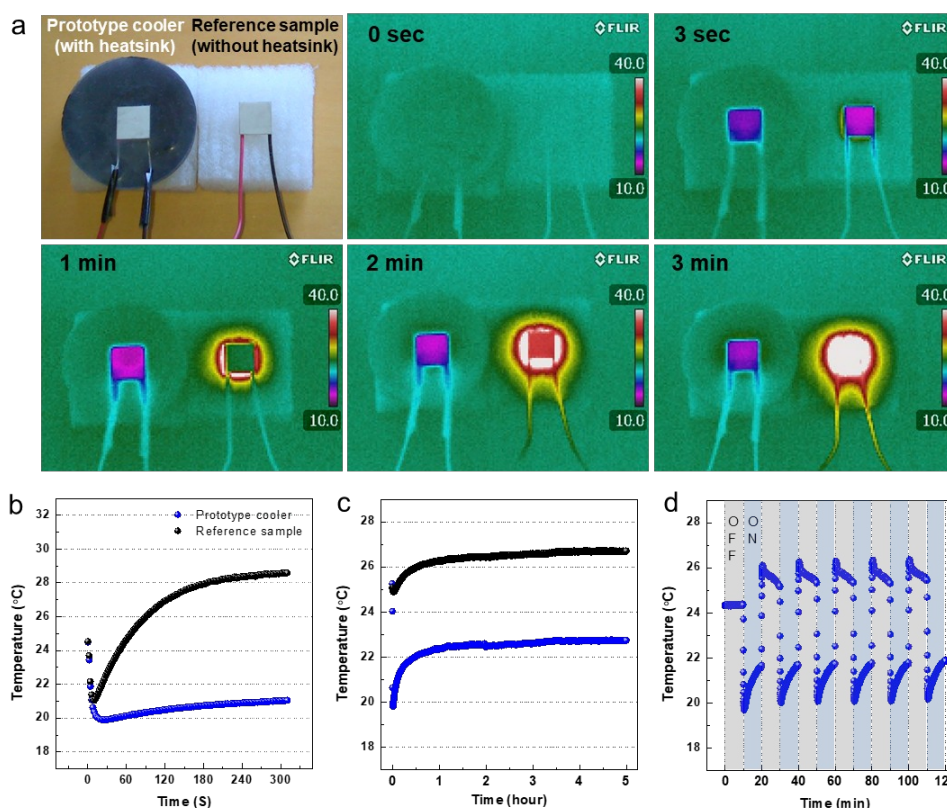 a
Prototype cooler
(with heatsink)
Reference sample
(without heatsink)
0 sec
FLIR
40.0
10.0
3 sec
FLIR
40.0
10.0
1 min
FLIR
40.0
10.0
2 min
FLIR
40.0
10.0
3 min
FLIR
40.0
10.0
b
Temperature (°C)
32
30
28
26
24
22
20
18
Prototype cooler
Reference sample
0 60 120 180 240 300
Time (S)
c
Temperature (°C)
28
26
24
22
20
18
0 1 2 3 4 5
Time (hour)
d
Temperature (°C)
28
26
24
22
20
18
OFF
ON
0 20 40 60 80 100 120
Time (min)